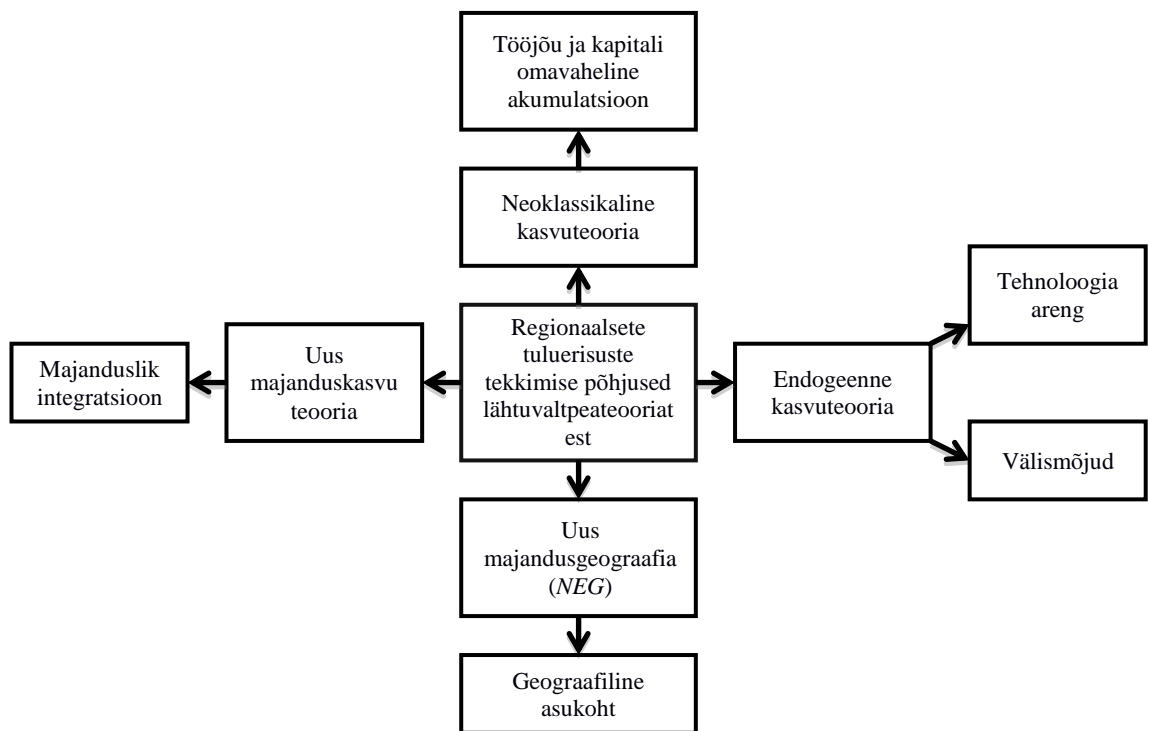 Tööjõu ja kapitali
omavaheline
akumulatsioon
Neoklassikaline
kasvuteooria
Tehnoloogia
areng
Regionaalsete
tuluerisuste
tekkimise põhjused
lähtuvaltpeateooriat
est
Uus
majanduskasvu
teooria
Majanduslik
integratsioon
Endogeenne
kasvuteooria
Välismõjud
Uus
majandusgeograafia
(NEG)
Geograafiline
asukoht